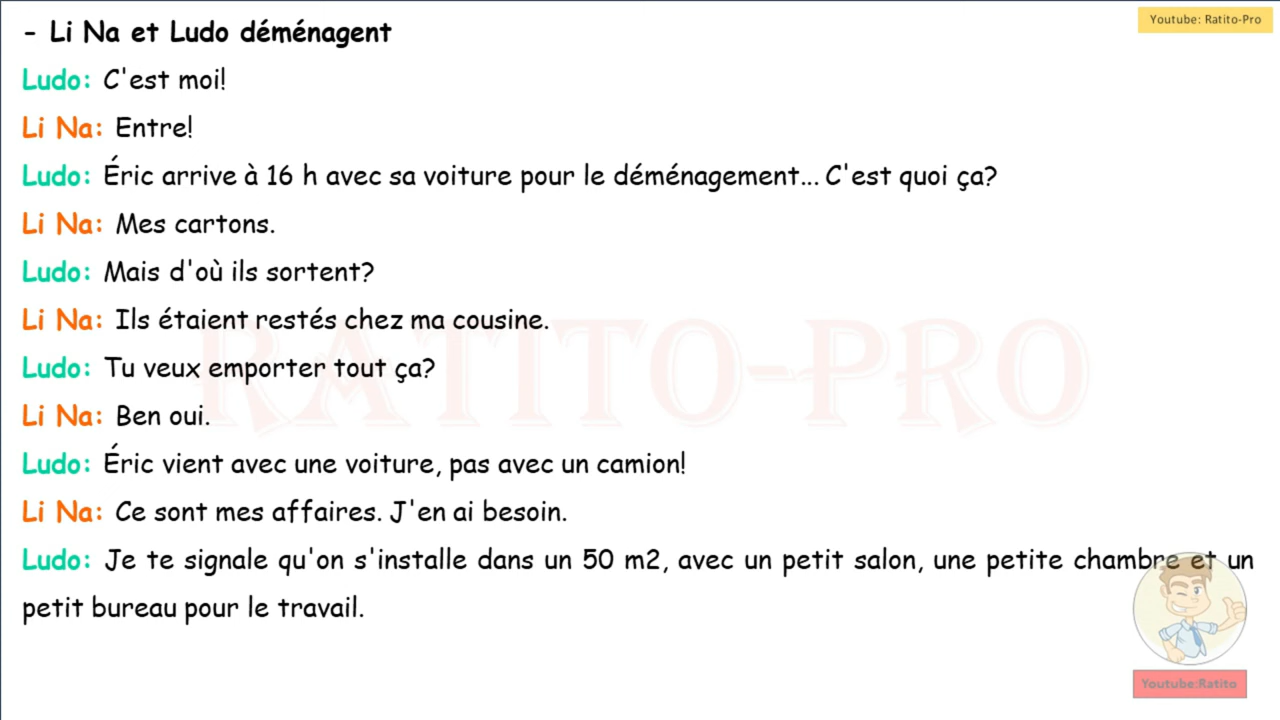 - Li Na et Ludo déménagent
Youtube: Ratito-Pro
Ludo: C'est moi!
Li Na: Entre!
Ludo: Éric arrive à 16 h avec sa voiture pour le déménagement... C'est quoi ça?
Li Na: Mes cartons.
Ludo: Mais d'où ils sortent?
Li Na: Ils étaient restés chez ma cousine.
Ludo: Tu veux emporter tout ça?
RATITO-PRO
Li Na: Ben oui.
Ludo: Éric vient avec une voiture, pas avec un camion!
Li Na: Ce sont mes affaires. J'en ai besoin.
Ludo: Je te signale qu'on s'installe dans un 50 m2, avec un petit salon, une petite chambre et un
petit bureau pour le travail.
Youtube:Ratito